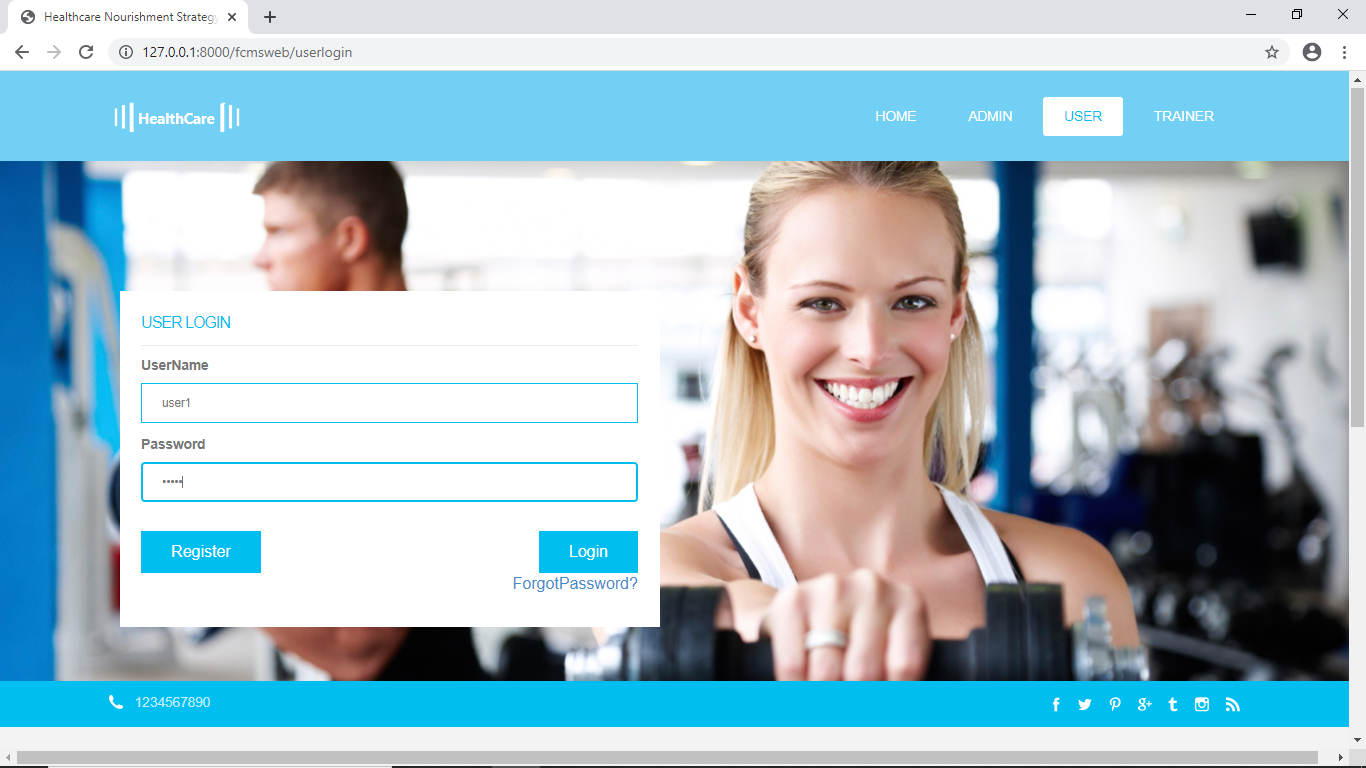 Healthcare Nourishment Strategy
127.0.0.1:8000/fcmsweb/userlogin
HealthCare
HOME ADMIN USER TRAINER
USER LOGIN
UserName
user1
Password
•••••
Register Login
ForgotPassword?
1234567890